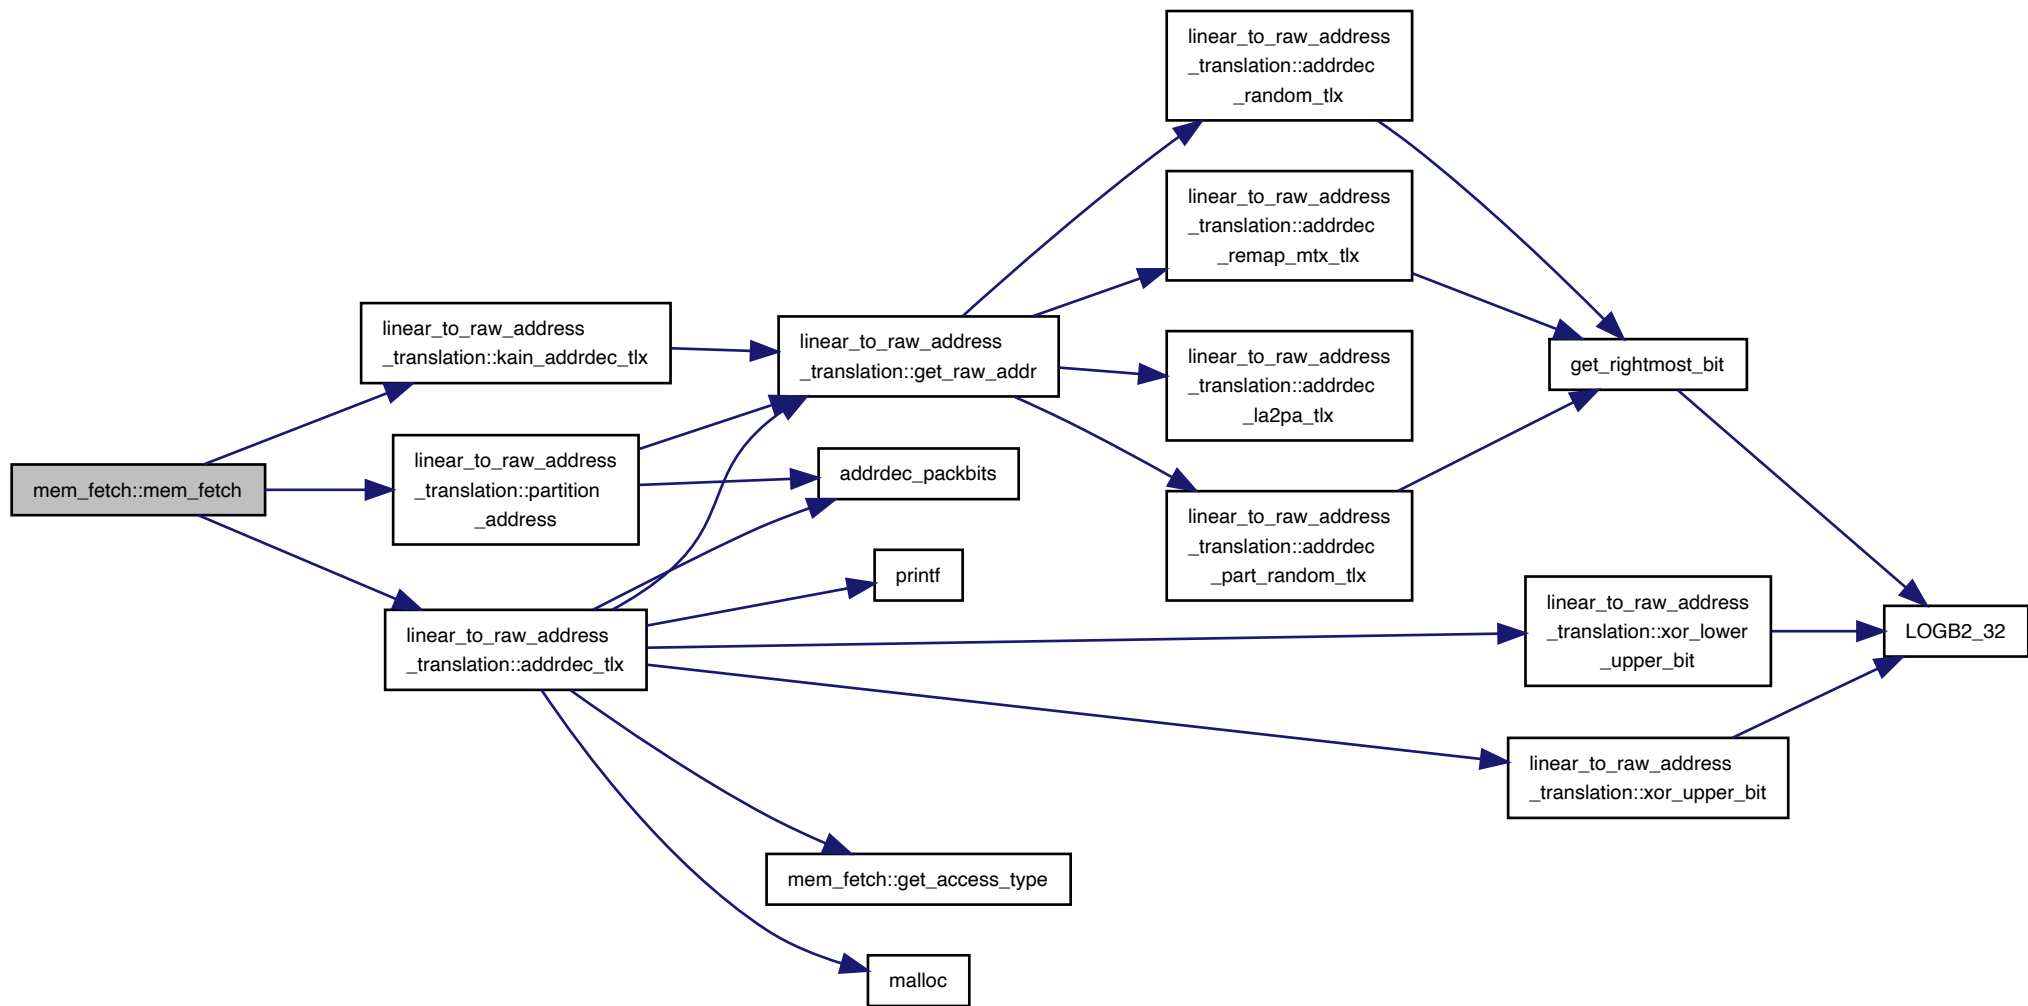 mem_fetch::mem_fetch
linear_to_raw_address
_translation::kain_addrdec_tlx
linear_to_raw_address
_translation::partition
_address
linear_to_raw_address
_translation::addrdec_tlx
linear_to_raw_address
_translation::get_raw_addr
addrdec_packbits
printf
mem_fetch::get_access_type
malloc
linear_to_raw_address
_translation::addrdec
_random_tlx
linear_to_raw_address
_translation::addrdec
_remap_mtx_tlx
linear_to_raw_address
_translation::addrdec
_la2pa_tlx
linear_to_raw_address
_translation::addrdec
_part_random_tlx
get_rightmost_bit
linear_to_raw_address
_translation::xor_lower
_upper_bit
linear_to_raw_address
_translation::xor_upper_bit
LOGB2_32